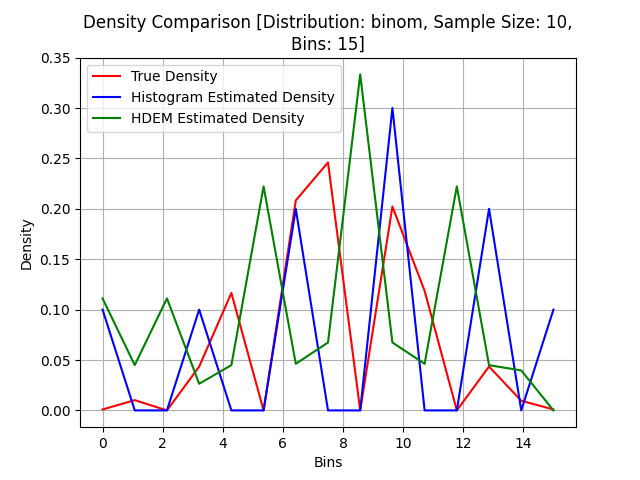 Density Comparison [Distribution: binom, Sample Size: 10,
Bins: 15]
True Density
Histogram Estimated Density
HDEM Estimated Density
Density
0.35
0.30
0.25
0.20
0.15
0.10
0.05
0.00
0 2 4 6 8 10 12 14
Bins